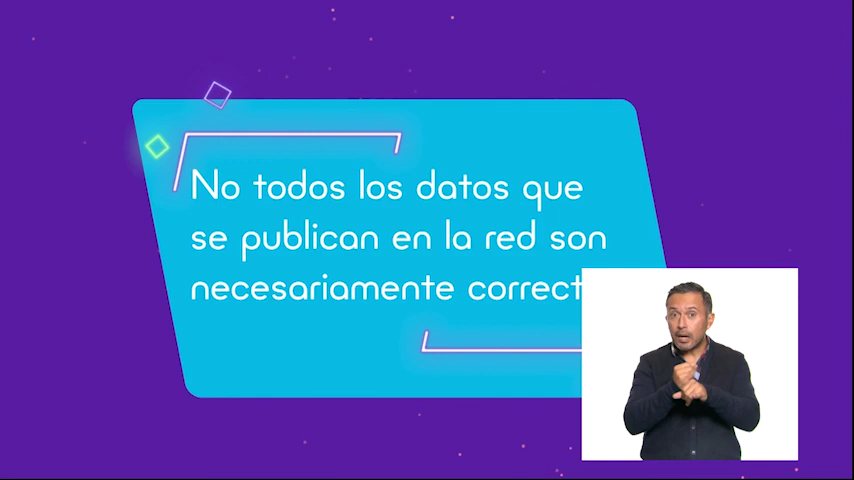 No todos los datos que
se publican en la red son
necesariamente correct